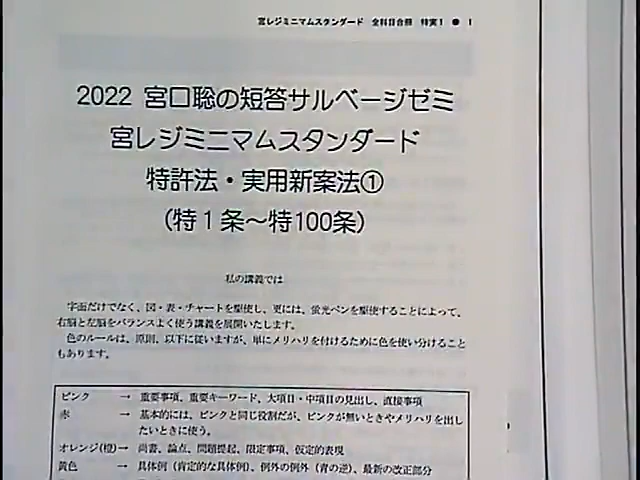 宮レジミニマムスタンダード 全科目合冊 特実1 ● 1
2022 宮口聡の短答サルベージゼミ
宮レジミニマムスタンダード
特許法・実用新案法①
(特1条～特100条)
私の講義では
字面だけでなく、図・表・チャートを駆使し、更には、蛍光ペンを駆使することによって、
右脳と左脳をバランスよく使う講義を展開いたします。
色のルールは、原則、以下に従いますが、単にメリハリを付けるために色を使い分けること
もあります。
ピンク → 重要事項、重要キーワード、大項目・中項目の見出し、直接事項
赤 → 基本的には、ピンクと同じ役割だが、ピンクが無いときやメリハリを出し
たいときに使う。
オレンジ(橙)→ 尚書、論点、問題提起、限定事項、仮定的表現
黄色 → 具体例（肯定的な具体例）、例外の例外（青の逆）、最新の改正部分